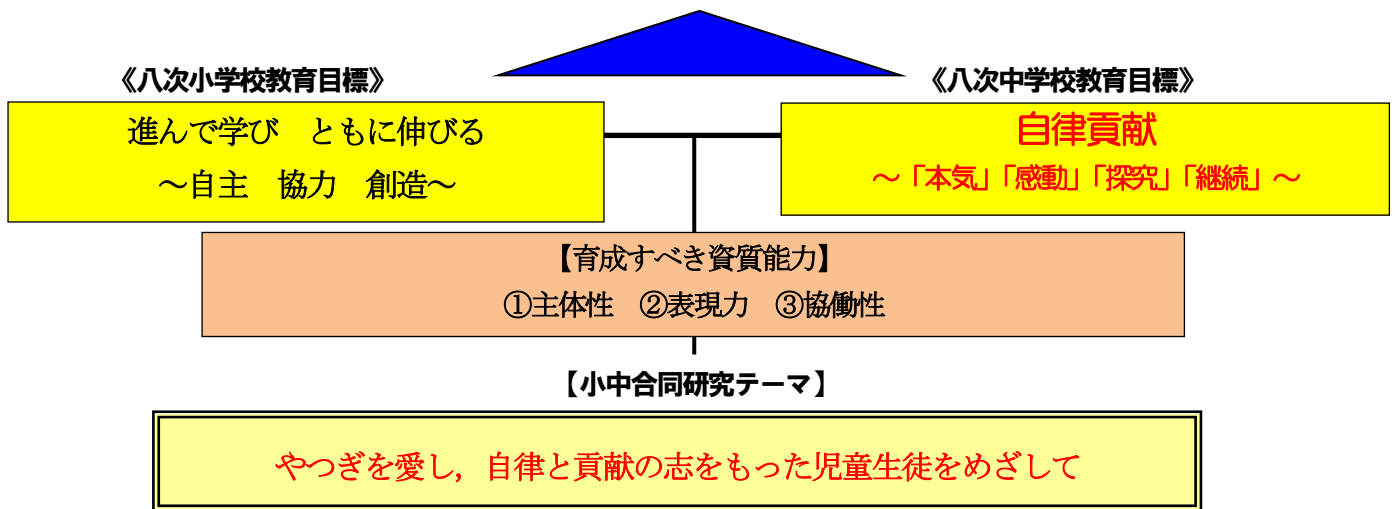 《八次小学校教育目標》
進んで学び　ともに伸びる
～自主　協力　創造～
《八次中学校教育目標》
自律貢献
～「本気」「感動」「探究」「継続」～
【育成すべき資質能力】
①主体性　②表現力　③協働性
【小中合同研究テーマ】
やつぎを愛し，自律と貢献の志をもった児童生徒をめざして